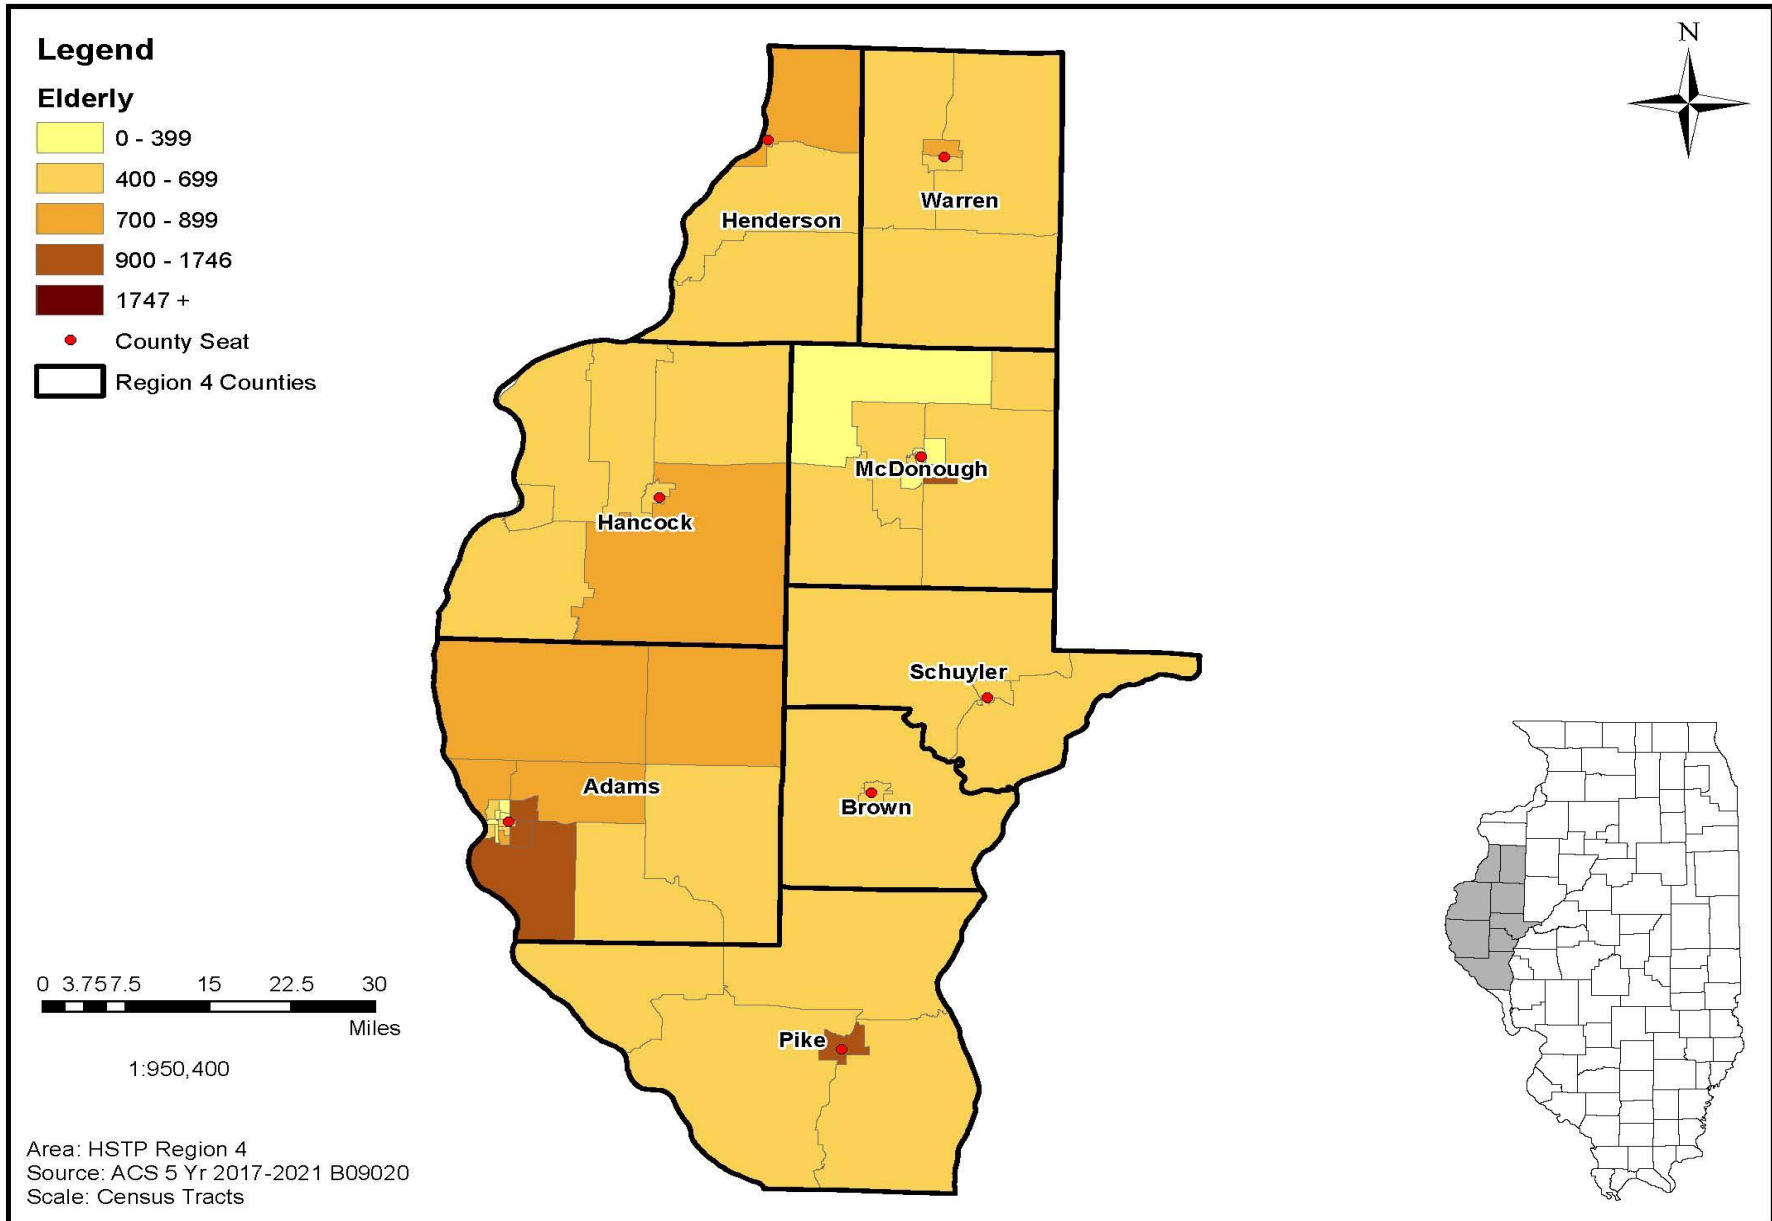 Legend
Elderly
0 - 399
400 - 699
700 - 899
900 - 1746
1747 +
County Seat
Region 4 Counties
N
Henderson
Warren
McDonough
Hancock
Schuyler
Adams
Brown
Pike
0 3.75 7.5 15 22.5 30
Miles
1:950,400
Area: HSTP Region 4
Source: ACS 5 Yr 2017-2021 B09020
Scale: Census Tracts